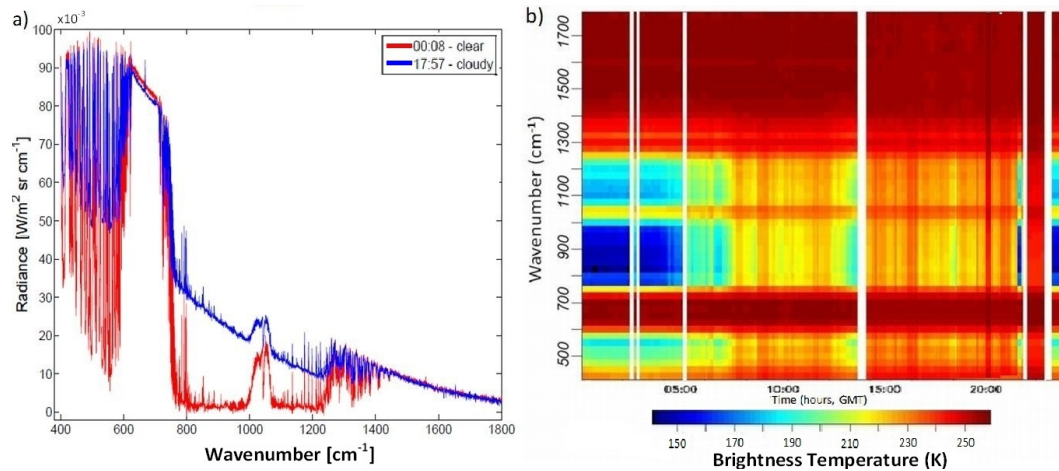 a)
×10⁻³
100
90
80
70
60
50
40
30
20
10
0
Radiance [W/m² sr cm⁻¹]
00:08 - clear
17:57 - cloudy
400 600 800 1000 1200 1400 1600 1800
Wavenumber [cm⁻¹]
b)
1700
1500
1300
1100
900
700
500
Wavenumber (cm⁻¹)
05:00 10:00 15:00 20:00
Time (hours, GMT)
150 170 190 210 230 250
Brightness Temperature (K)